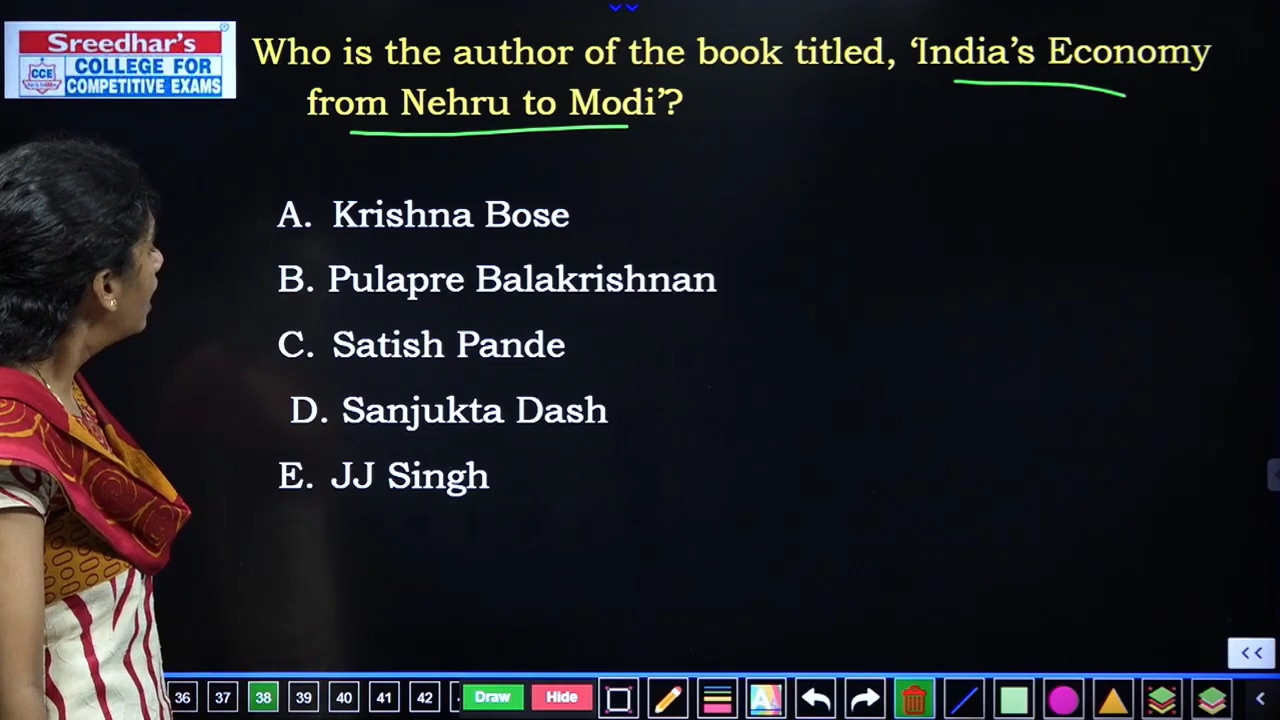 Sreedhar's
CCE
COLLEGE FOR
COMPETITIVE EXAMS
Who is the author of the book titled, ‘India’s Economy
from Nehru to Modi’?
A. Krishna Bose
B. Pulapre Balakrishnan
C. Satish Pande
D. Sanjukta Dash
E. JJ Singh
36 37 38 39 40 41 42 Draw Hide